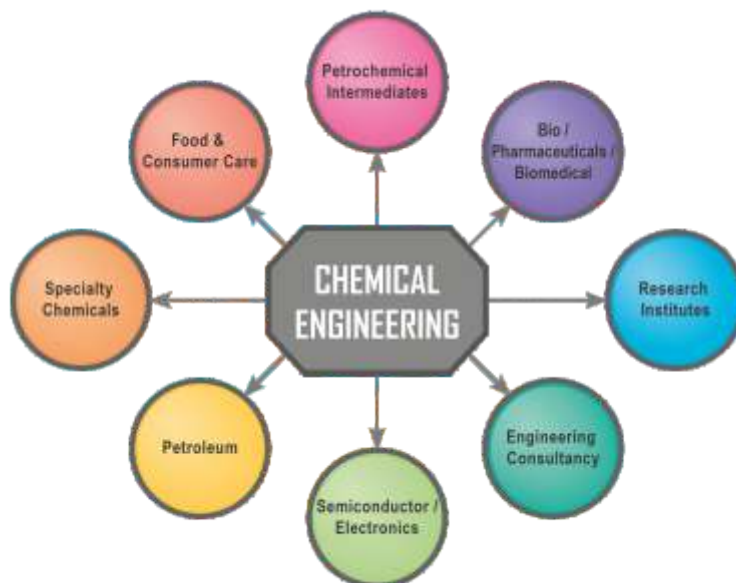 Petrochemical
Intermediates
Food &
Consumer Care
Bio /
Pharmaceuticals /
Biomedical
CHEMICAL
ENGINEERING
Specialty
Chemicals
Research
Institutes
Petroleum
Engineering
Consultancy
Semiconductor /
Electronics